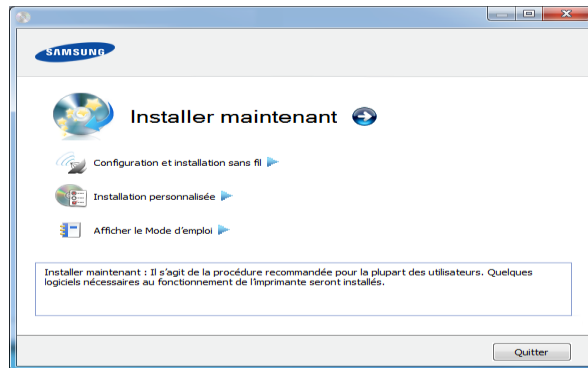 SAMSUNG
Installer maintenant
Configuration et installation sans fil
Installation personnalisée
Afficher le Mode d'emploi
Installer maintenant : Il s'agit de la procédure recommandée pour la plupart des utilisateurs. Quelques
logiciels nécessaires au fonctionnement de l'imprimante seront installés.
Quitter